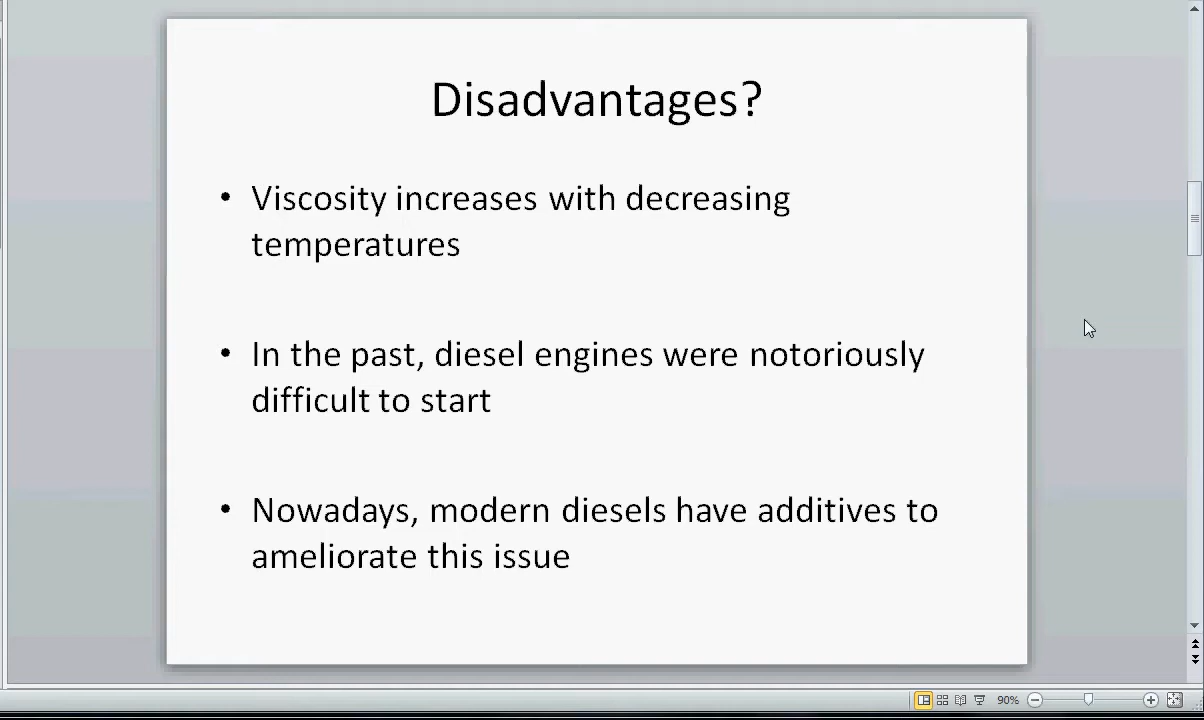 Disadvantages?
• Viscosity increases with decreasing
temperatures
• In the past, diesel engines were notoriously
difficult to start
• Nowadays, modern diesels have additives to
ameliorate this issue
90%